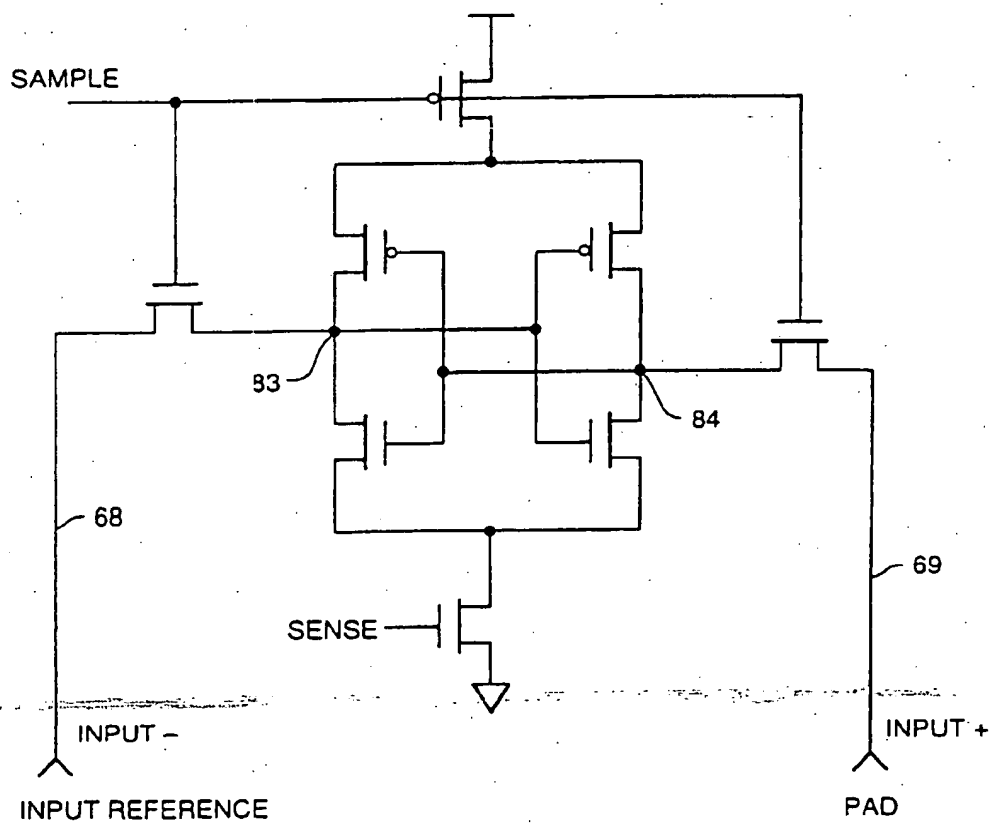 SAMPLE
83
84
68
69
SENSE
INPUT –
INPUT +
INPUT REFERENCE
PAD